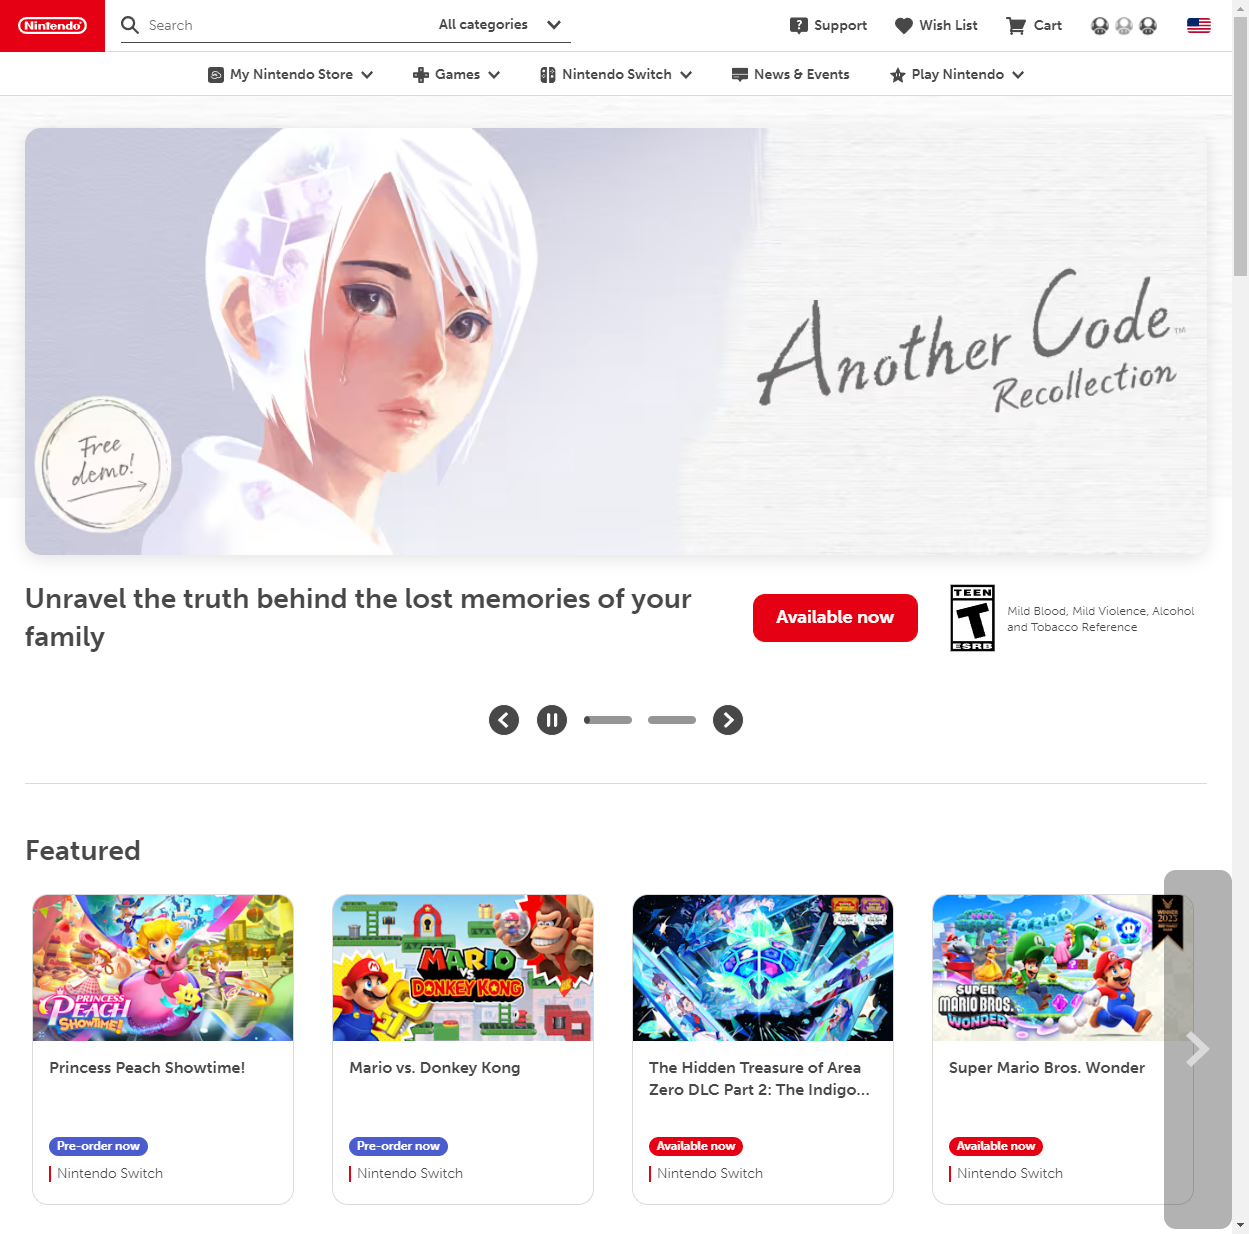 Nintendo
Search
All categories
Support
Wish List
Cart
My Nintendo Store
Games
Nintendo Switch
News & Events
Play Nintendo
Another Code™
Recollection
Free
demo!
Unravel the truth behind the lost memories of your
family
Available now
TEEN
T
ESRB
Mild Blood, Mild Violence, Alcohol
and Tobacco Reference
Featured
PRINCESS
PEACH
SHOWTIME!
Princess Peach Showtime!
Pre-order now
Nintendo Switch
MARIO
VS.
DONKEY KONG
Mario vs. Donkey Kong
Pre-order now
Nintendo Switch
The Hidden Treasure of Area
Zero DLC Part 2: The Indigo...
Available now
Nintendo Switch
WINNER
2023
SUPER
MARIO BROS.
WONDER
Super Mario Bros. Wonder
Available now
Nintendo Switch